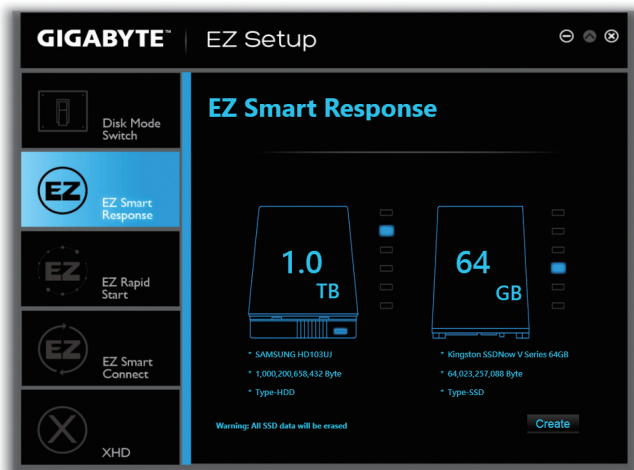 GIGABYTE™ EZ Setup
Disk Mode
Switch
EZ
EZ Smart
Response
EZ
EZ Rapid
Start
EZ
EZ Smart
Connect
X
XHD
EZ Smart Response
1.0
TB
64
GB
* SAMSUNG HD103UJ
* 1,000,200,658,432 Byte
* Type-HDD
* Kingston SSDNow V Series 64GB
* 64,023,257,088 Byte
* Type-SSD
Warning: All SSD data will be erased
Create